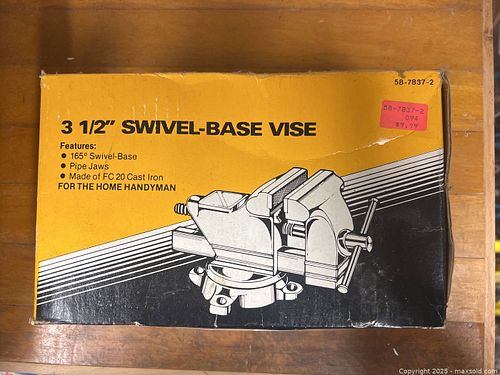 58-7837-2
58-7837-2
094
3 1/2" SWIVEL-BASE VISE
Features:
● 165° Swivel-Base
● Pipe Jaws
● Made of FC 20 Cast Iron
FOR THE HOME HANDYMAN
Copyright 2025 - maxsold.com